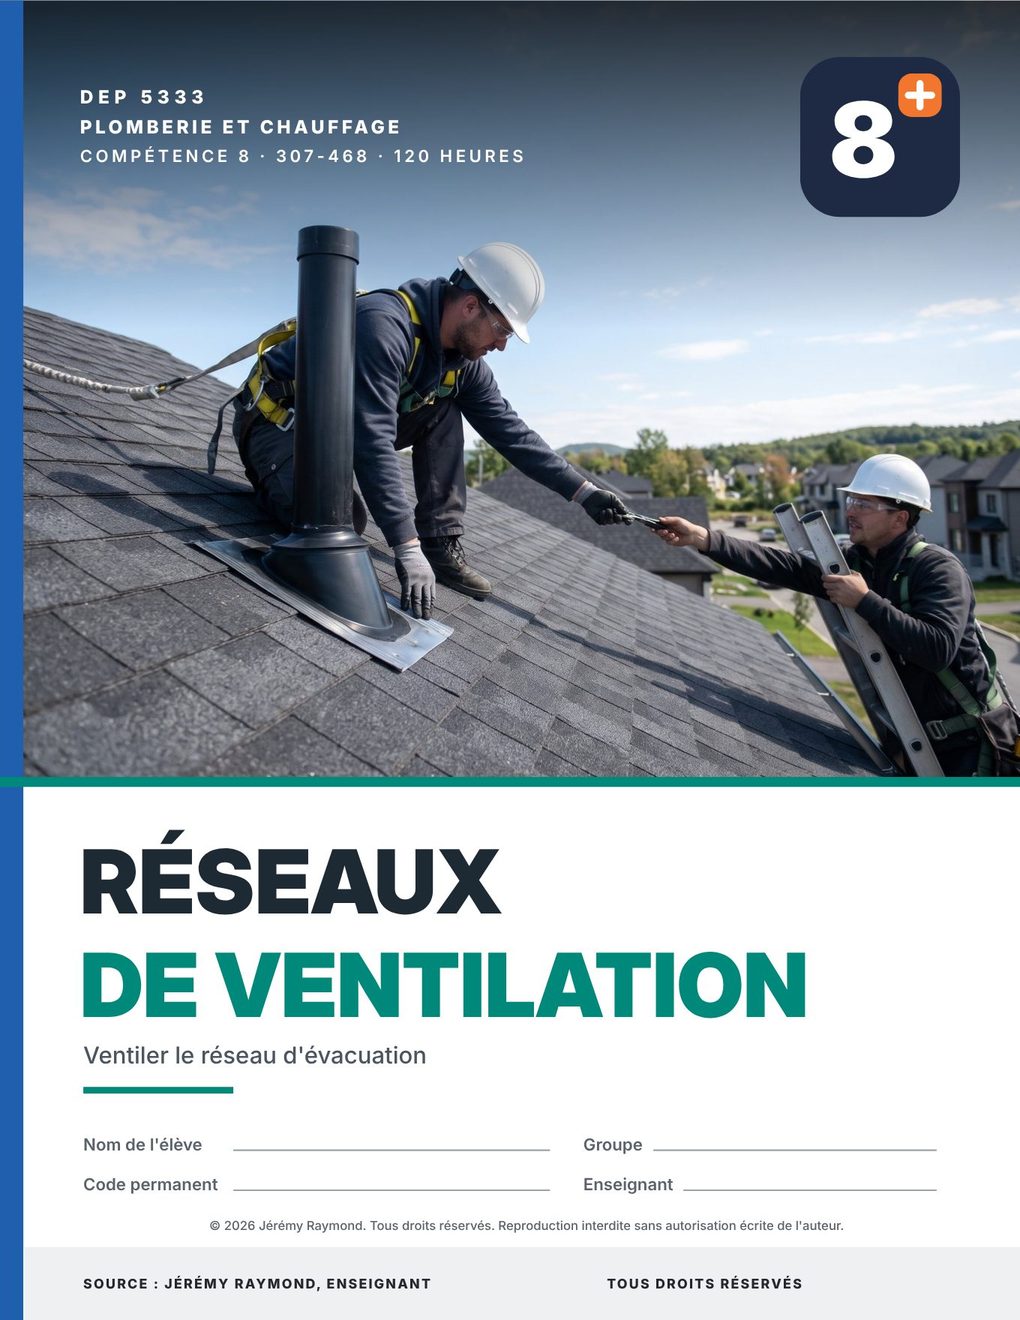 DEP 5333
PLOMBERIE ET CHAUFFAGE
COMPÉTENCE 8 · 307-468 · 120 HEURES
8+
RÉSEAUX
DE VENTILATION
Ventiler le réseau d'évacuation
Nom de l'élève
Groupe
Code permanent
Enseignant
© 2026 Jérémy Raymond. Tous droits réservés. Reproduction interdite sans autorisation écrite de l'auteur.
SOURCE : JÉRÉMY RAYMOND, ENSEIGNANT
TOUS DROITS RÉSERVÉS